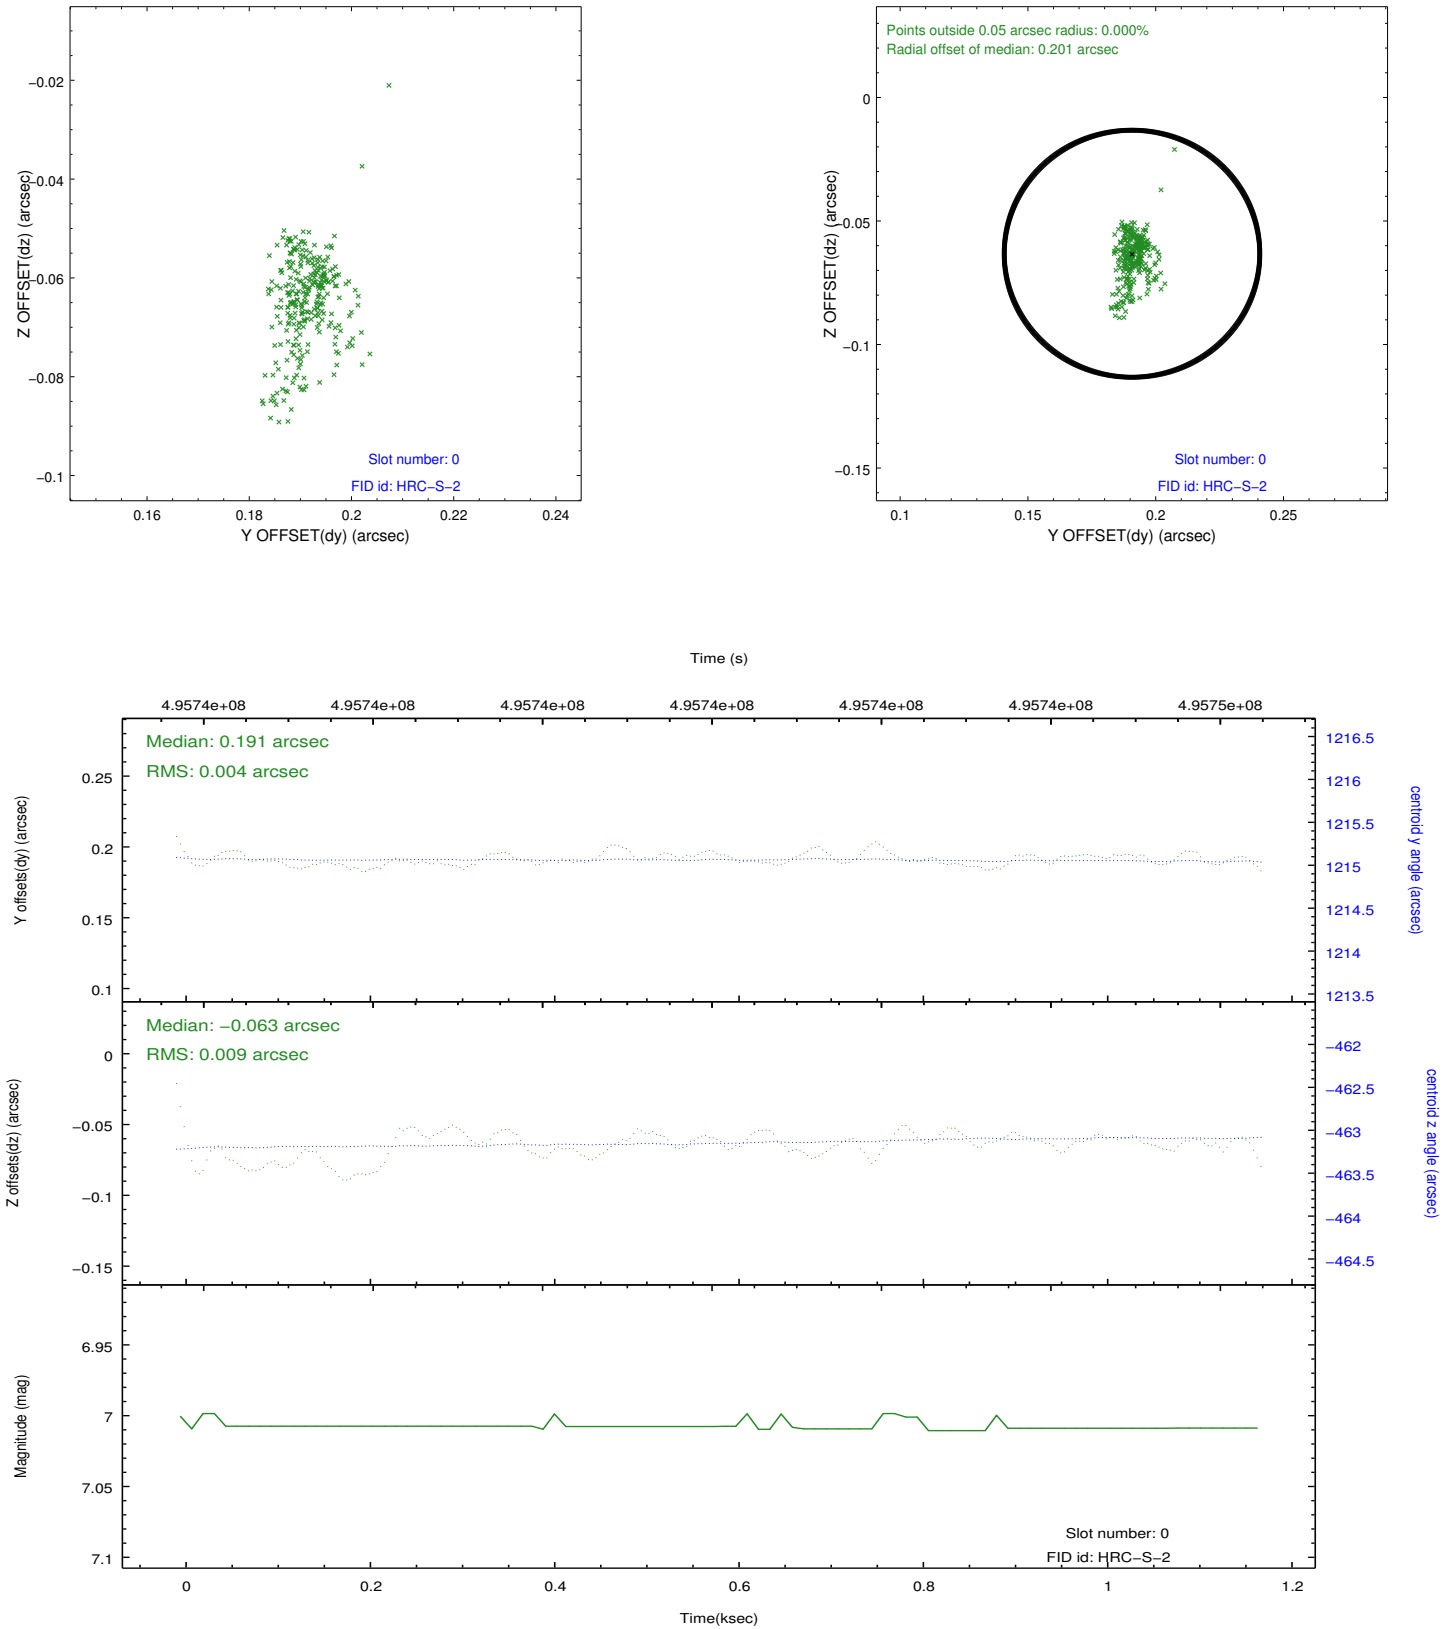 −0.02
−0.04
−0.06
−0.08
−0.1
Z OFFSET(dz) (arcsec)
Slot number: 0
FID id: HRC−S−2
0.16 0.18 0.2 0.22 0.24
Y OFFSET(dy) (arcsec)
Points outside 0.05 arcsec radius: 0.000%
Radial offset of median: 0.201 arcsec
0
−0.05
−0.1
−0.15
Z OFFSET(dz) (arcsec)
Slot number: 0
FID id: HRC−S−2
0.1 0.15 0.2 0.25
Y OFFSET(dy) (arcsec)
Time (s)
4.9574e+08 4.9574e+08 4.9574e+08 4.9574e+08 4.9574e+08 4.9574e+08 4.9575e+08
Median: 0.191 arcsec
RMS: 0.004 arcsec
0.25
0.2
0.15
0.1
Y offsets(dy) (arcsec)
1216.5
1216
1215.5
1215
1214.5
1214
1213.5
centroid y angle (arcsec)
Median: −0.063 arcsec
RMS: 0.009 arcsec
0
−0.05
−0.1
−0.15
Z offsets(dz) (arcsec)
−462
−462.5
−463
−463.5
−464
−464.5
centroid z angle (arcsec)
6.95
7
7.05
7.1
Magnitude (mag)
Slot number: 0
FID id: HRC−S−2
0 0.2 0.4 0.6 0.8 1 1.2
Time(ksec)